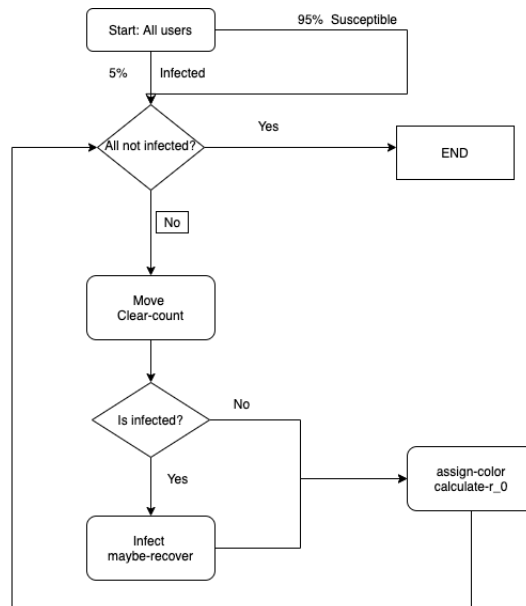 Start: All users
95% Susceptible
5% Infected
All not infected?
Yes
END
No
Move
Clear-count
Is infected?
No
Yes
assign-color
calculate-r_0
Infect
maybe-recover